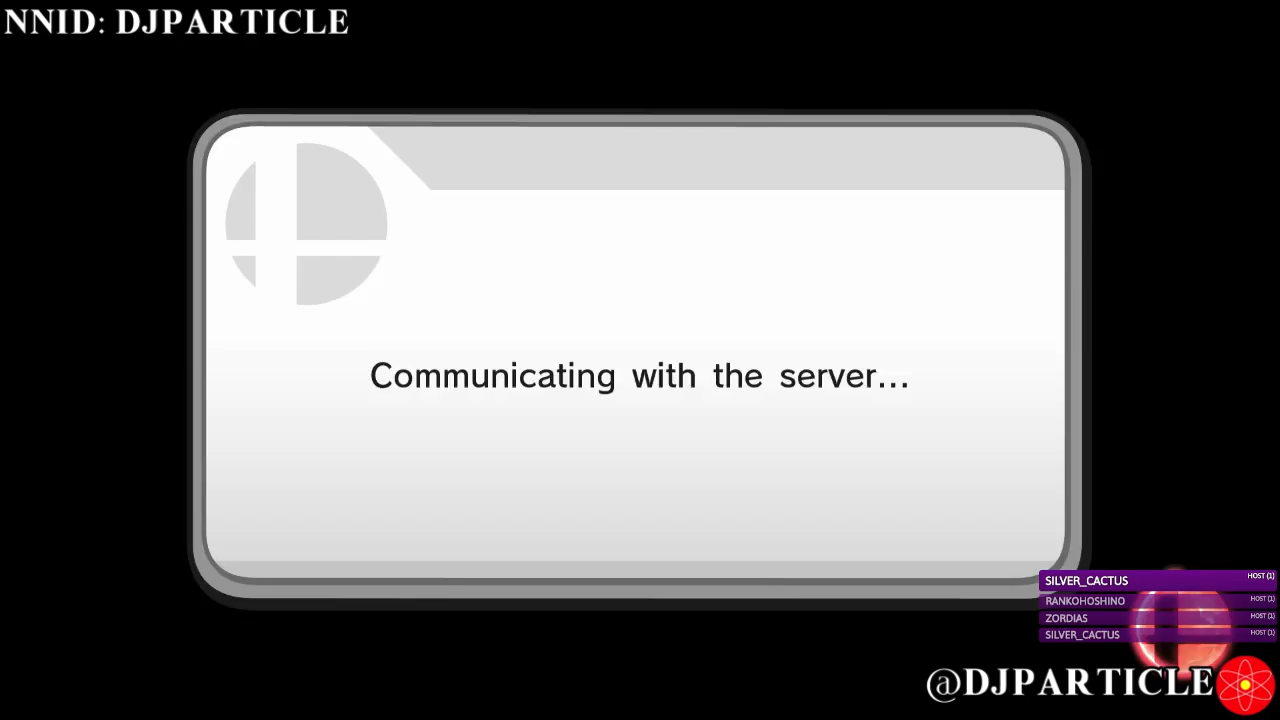 NNID: DJPARTICLE
Communicating with the server...
SILVER_CACTUS HOST (1)
RANKOHOSHINO HOST (1)
ZORDIAS HOST (1)
SILVER_CACTUS HOST (1)
@DJPARTICLE